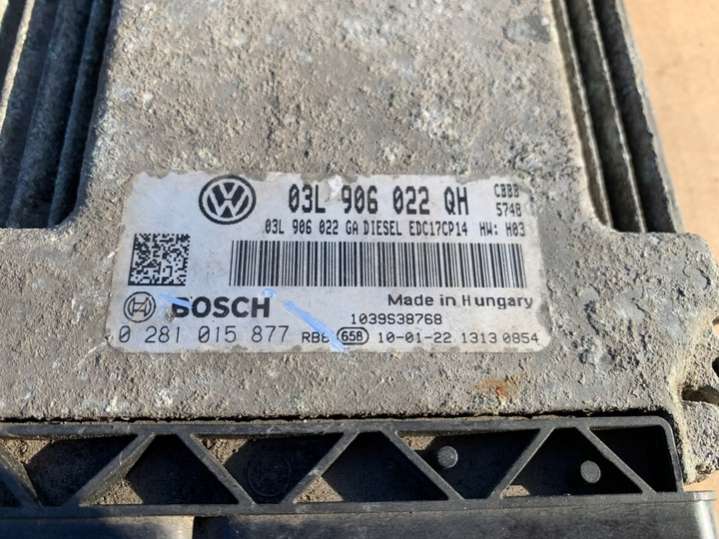 03L 906 022 QH CBBB
5748
03L 906 022 GA DIESEL EDC17CP14 HW: H03
BOSCH Made in Hungary
1039S38768
0 281 015 877 RBB 658 10-01-22 1313 0854